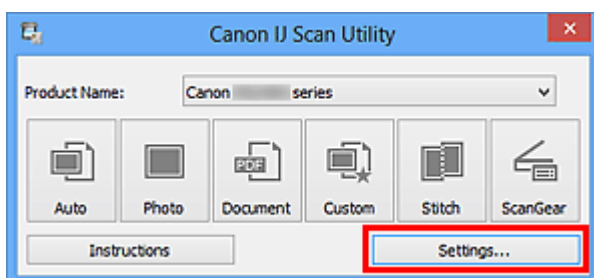 Canon IJ Scan Utility
Product Name: Canon series
PDF
Auto Photo Document Custom Stitch ScanGear
Instructions Settings...